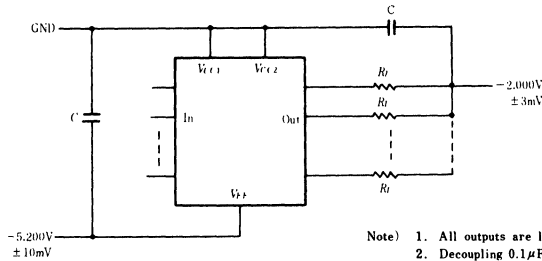 C
GND
VCC1 VCC2
Rt
-2.000V
±3mV
Rt
C
In
Out
Rt
VEE
-5.200V
±10mV
Note) 1. All outputs are l
2. Decoupling 0.1μF